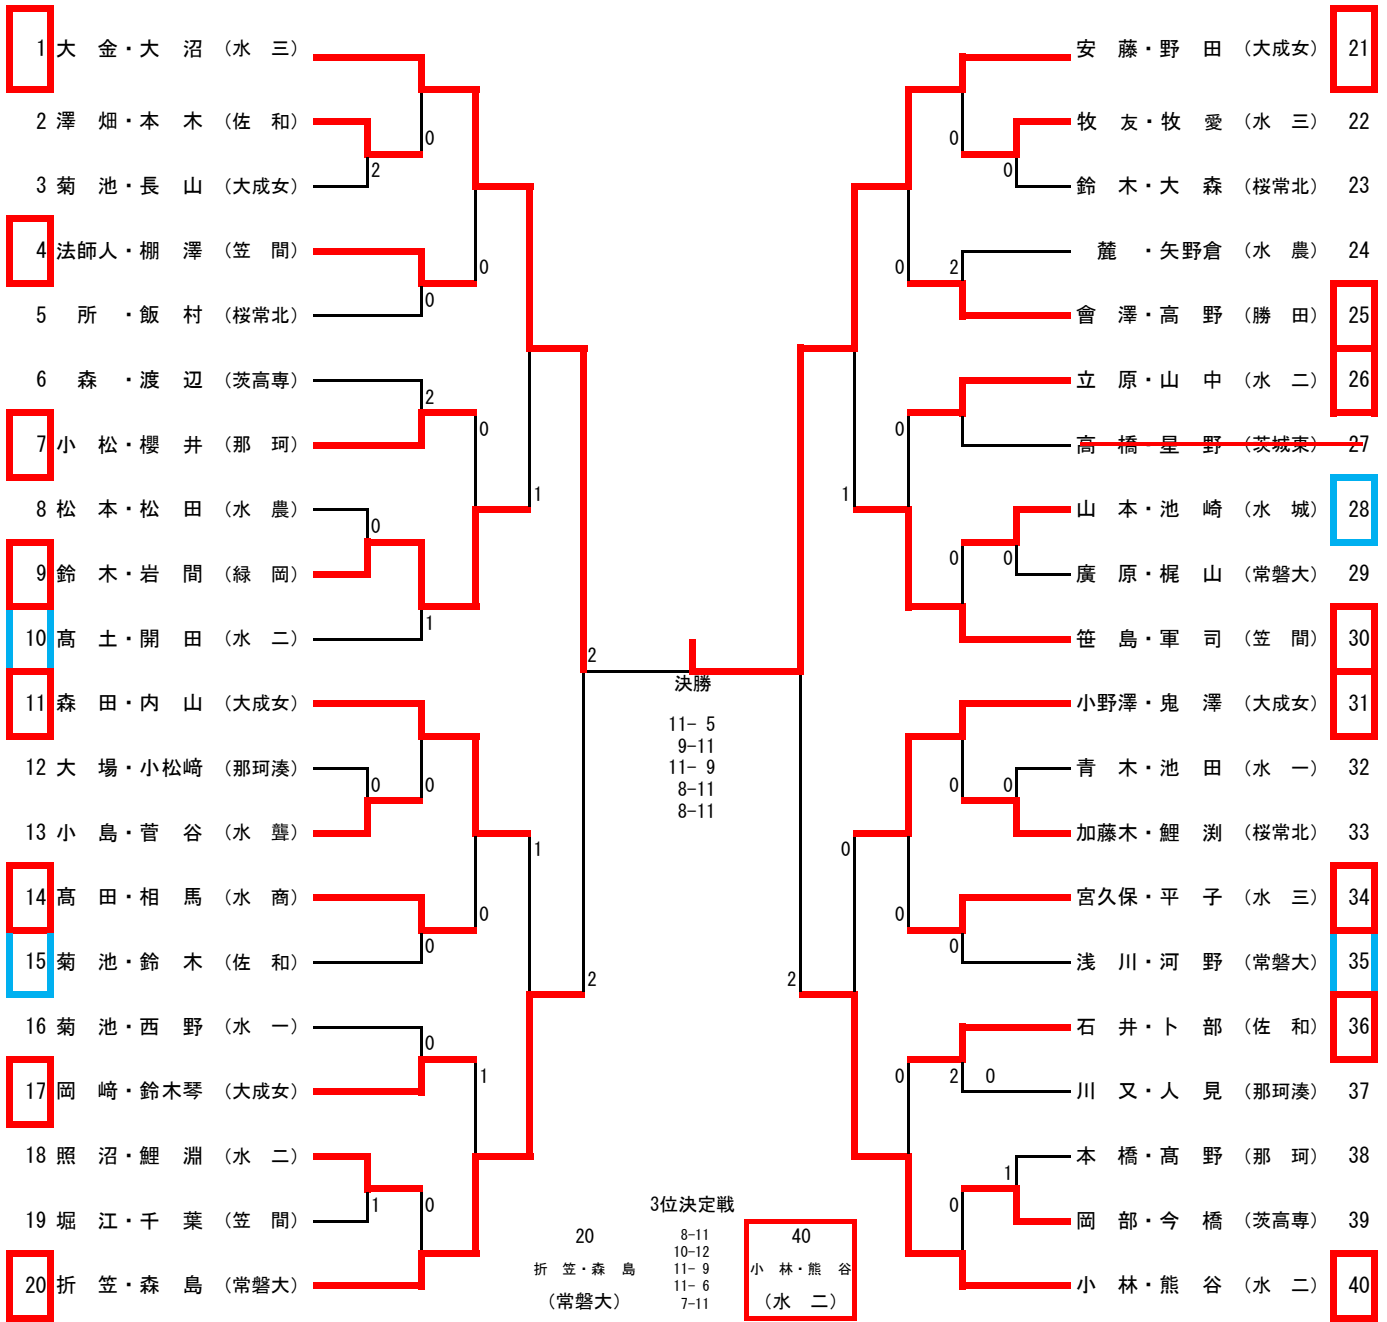 1 大　金・大　沼 （水　三）
2 澤　畑・本　木 （佐　和）
3 菊　池・長　山 （大成女）
4 法師人・棚　澤 （笠　間）
5 所　・飯　村 （桜常北）
6 森　・渡　辺 （茨高専）
7 小　松・櫻　井 （那　珂）
8 松　本・松　田 （水　農）
9 鈴　木・岩　間 （緑　岡）
10 髙　土・開　田 （水　二）
11 森　田・内　山 （大成女）
12 大　場・小松﨑 （那珂湊）
13 小　島・菅　谷 （水　聾）
14 髙　田・相　馬 （水　商）
15 菊　池・鈴　木 （佐　和）
16 菊　池・西　野 （水　一）
17 岡　﨑・鈴木琴 （大成女）
18 照　沼・鯉　淵 （水　二）
19 堀　江・千　葉 （笠　間）
20 折　笠・森　島 （常磐大）
0
2
0
0
2
0
1
0
1
0
0
1
0
0
0
1
1
0
2
2
決勝
11- 5
9-11
11- 9
8-11
8-11
3位決定戦
20
折　笠・森　島
（常磐大）
8-11
10-12
11- 9
11- 6
7-11
40
小　林・熊　谷
（水　二）
安　藤・野　田 （大成女） 21
牧　友・牧　愛 （水　三） 22
鈴　木・大　森 （桜常北） 23
麓　・矢野倉 （水　農） 24
會　澤・高　野 （勝　田） 25
立　原・山　中 （水　二） 26
高　橋・星　野 （茨城東） 27
山　本・池　崎 （水　城） 28
廣　原・梶　山 （常磐大） 29
笹　島・軍　司 （笠　間） 30
小野澤・鬼　澤 （大成女） 31
青　木・池　田 （水　一） 32
加藤木・鯉　渕 （桜常北） 33
宮久保・平　子 （水　三） 34
浅　川・河　野 （常磐大） 35
石　井・卜　部 （佐　和） 36
川　又・人　見 （那珂湊） 37
本　橋・髙　野 （那　珂） 38
岡　部・今　橋 （茨高専） 39
小　林・熊　谷 （水　二） 40
0
0
0
2
0
1
0
0
0
0
0
0
0
0
2
0
2
1
0